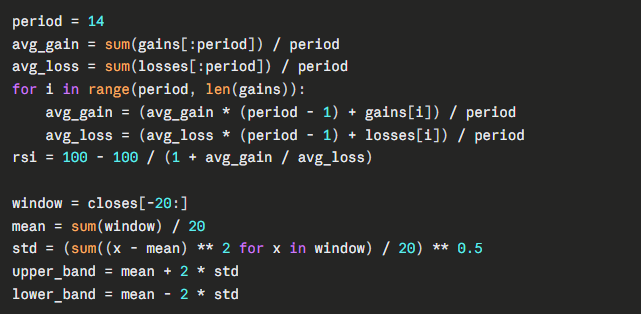 period = 14
avg_gain = sum(gains[:period]) / period
avg_loss = sum(losses[:period]) / period
for i in range(period, len(gains)):
    avg_gain = (avg_gain * (period - 1) + gains[i]) / period
    avg_loss = (avg_loss * (period - 1) + losses[i]) / period
rsi = 100 - 100 / (1 + avg_gain / avg_loss)

window = closes[-20:]
mean = sum(window) / 20
std = (sum((x - mean) ** 2 for x in window) / 20) ** 0.5
upper_band = mean + 2 * std
lower_band = mean - 2 * std